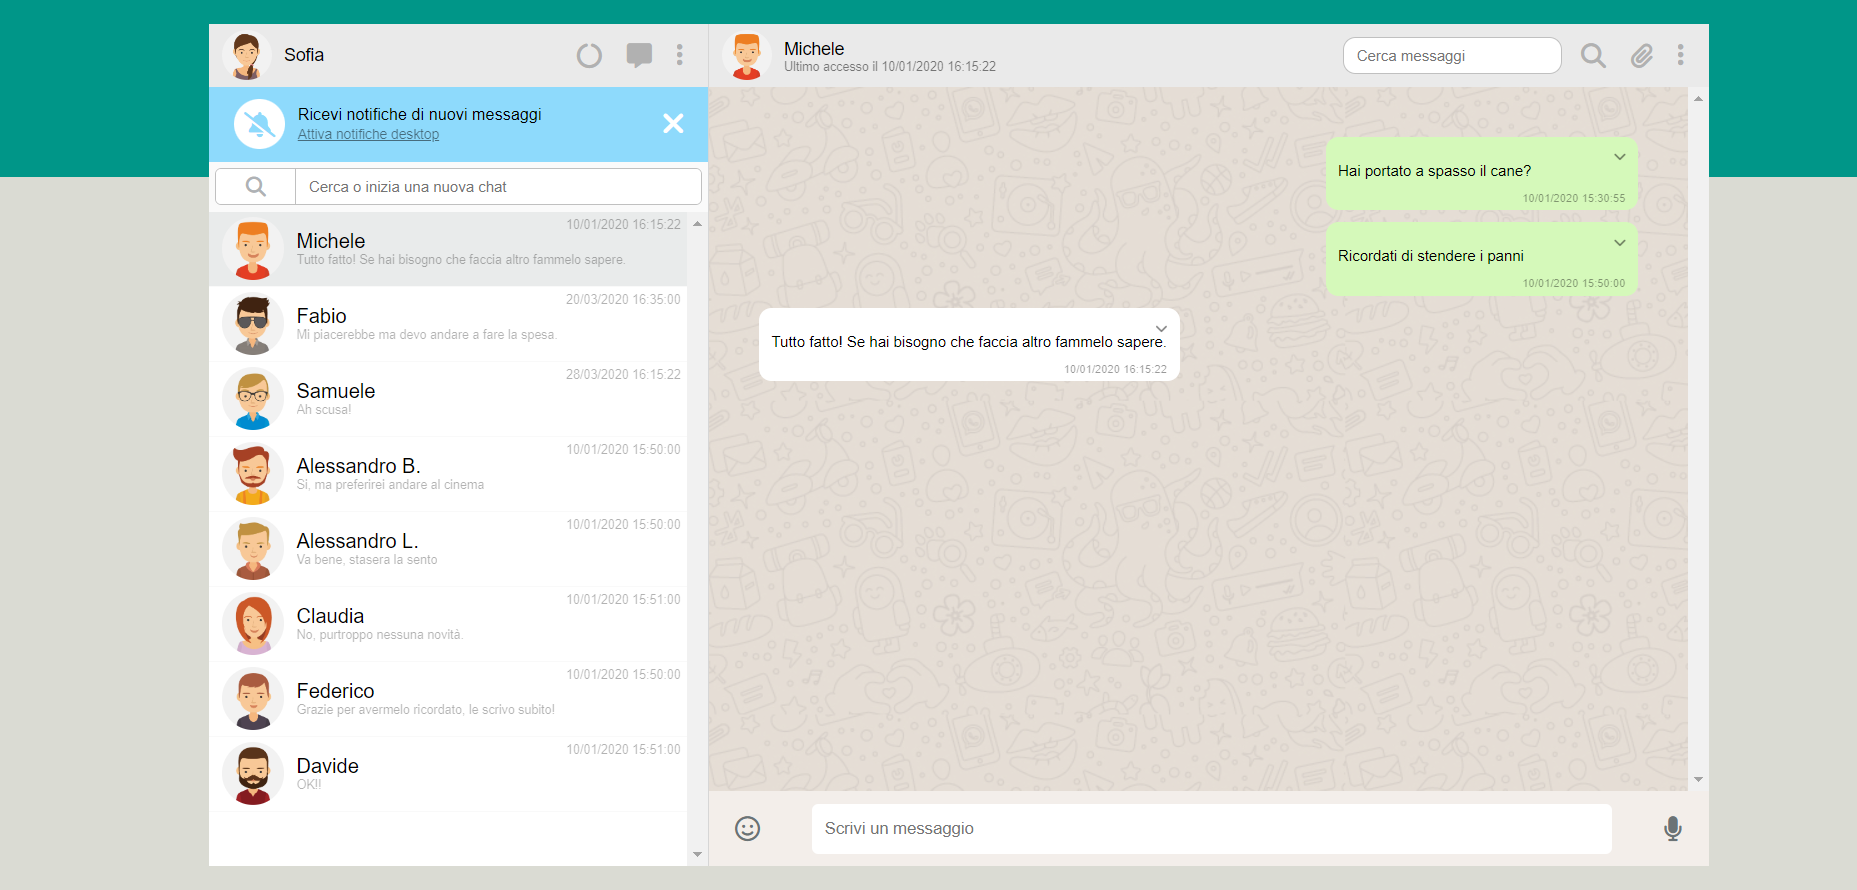 Sofia
Ricevi notifiche di nuovi messaggi
Attiva notifiche desktop
Cerca o inizia una nuova chat
10/01/2020 16:15:22
Michele
Tutto fatto! Se hai bisogno che faccia altro fammelo sapere.
20/03/2020 16:35:00
Fabio
Mi piacerebbe ma devo andare a fare la spesa.
28/03/2020 16:15:22
Samuele
Ah scusa!
10/01/2020 15:50:00
Alessandro B.
Si, ma preferirei andare al cinema
10/01/2020 15:50:00
Alessandro L.
Va bene, stasera la sento
10/01/2020 15:51:00
Claudia
No, purtroppo nessuna novità.
10/01/2020 15:50:00
Federico
Grazie per avermelo ricordato, le scrivo subito!
10/01/2020 15:51:00
Davide
OK!!
Michele
Ultimo accesso il 10/01/2020 16:15:22
Cerca messaggi
Hai portato a spasso il cane?
10/01/2020 15:30:55
Ricordati di stendere i panni
10/01/2020 15:50:00
Tutto fatto! Se hai bisogno che faccia altro fammelo sapere.
10/01/2020 16:15:22
Scrivi un messaggio